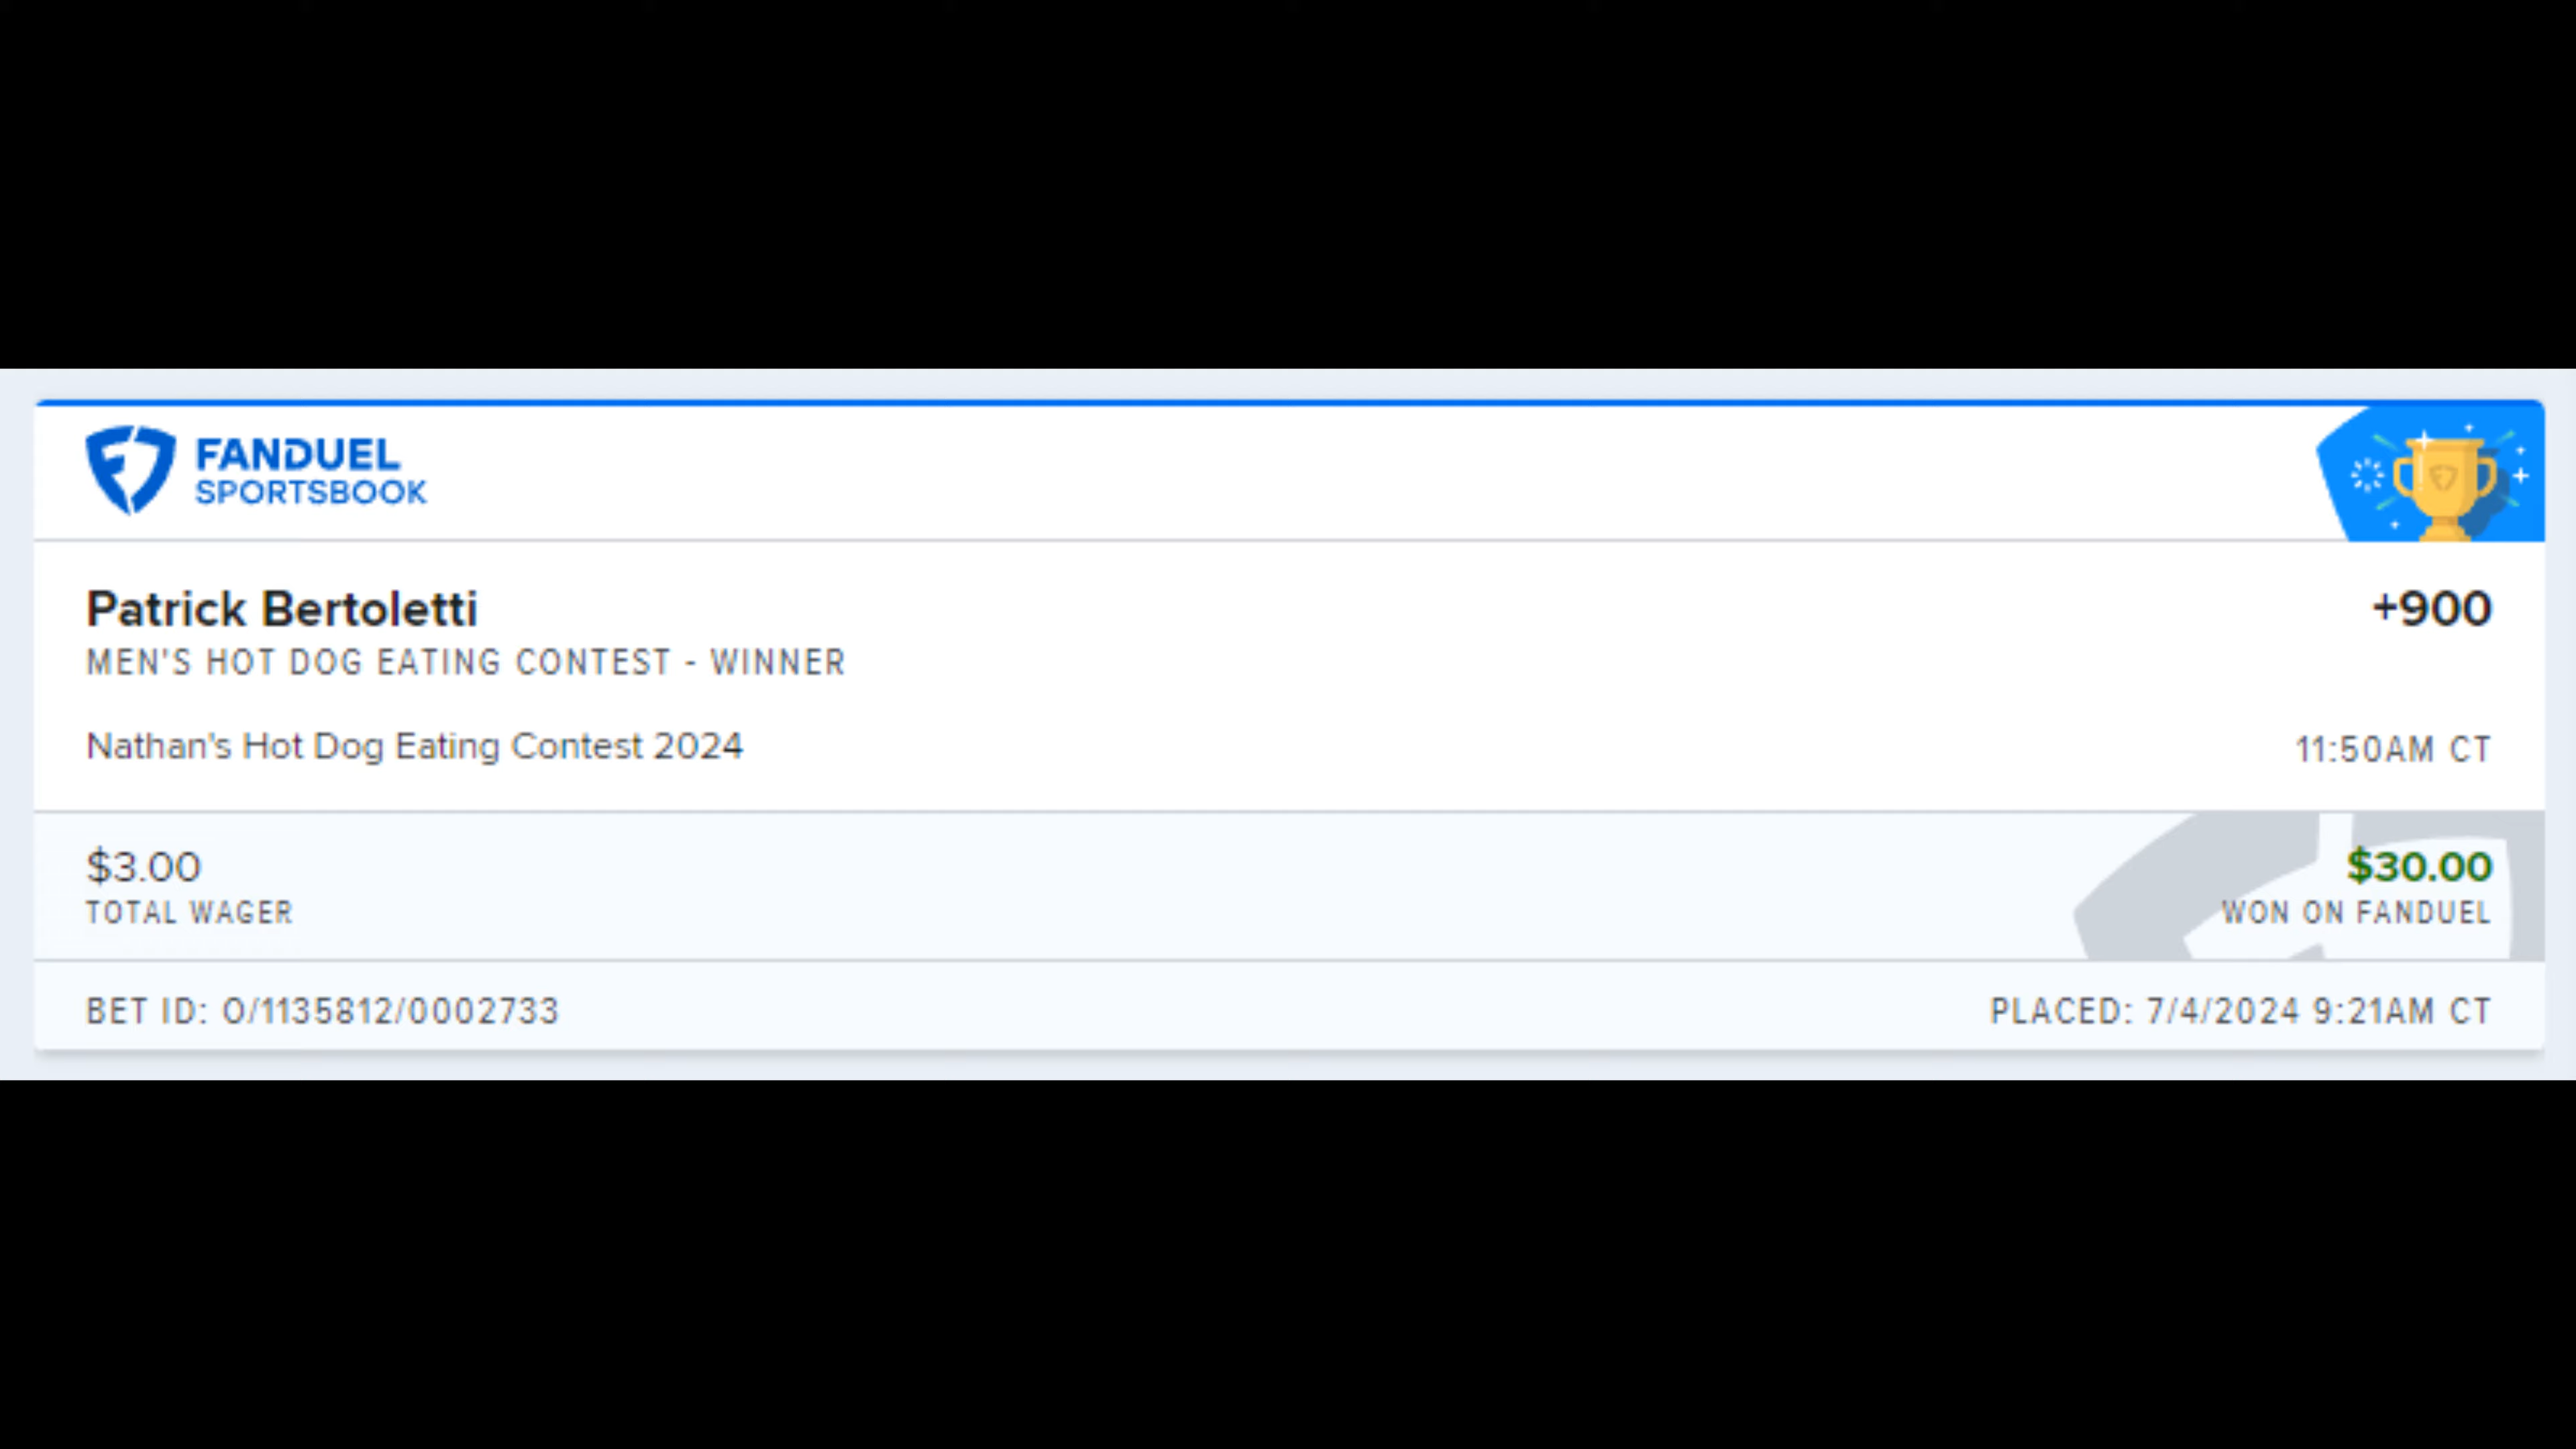 FANDUEL
SPORTSBOOK
Patrick Bertoletti
+900
MEN'S HOT DOG EATING CONTEST - WINNER
Nathan's Hot Dog Eating Contest 2024
11:50AM CT
$3.00
$30.00
TOTAL WAGER
WON ON FANDUEL
BET ID: O/1135812/0002733
PLACED: 7/4/2024 9:21AM CT